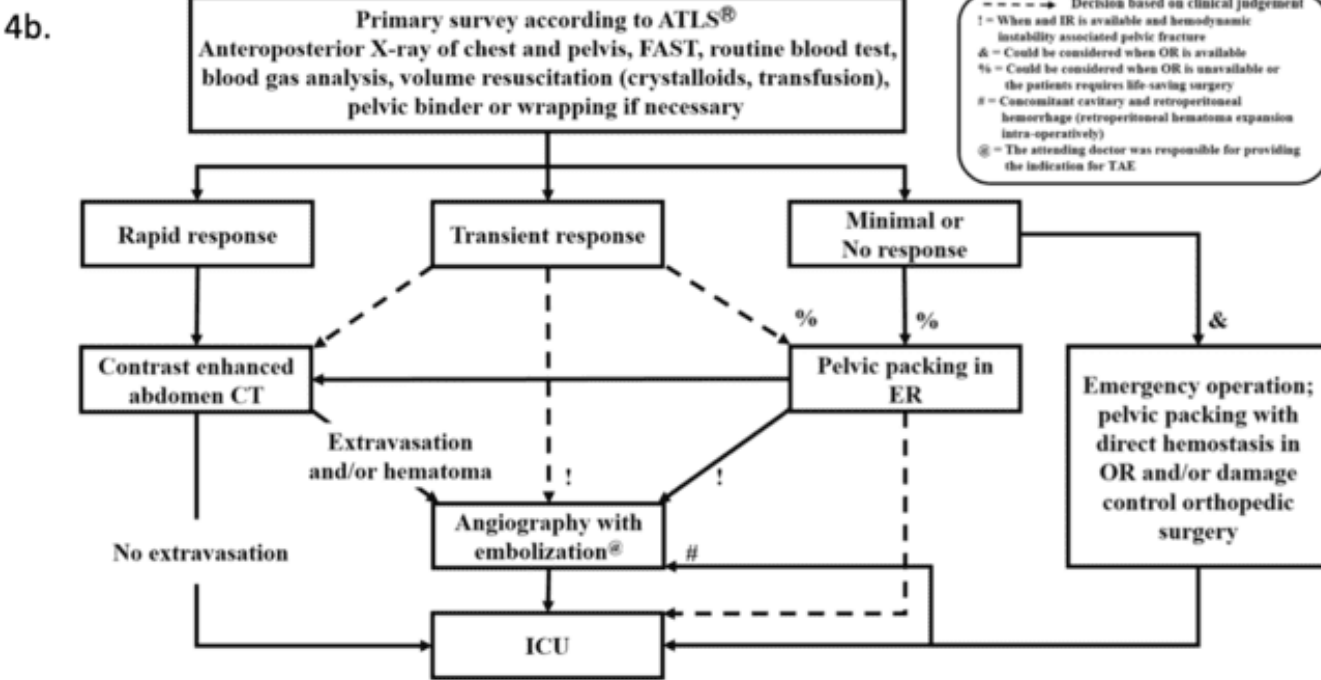 4b.
Primary survey according to ATLS®
Anteroposterior X-ray of chest and pelvis, FAST, routine blood test,
blood gas analysis, volume resuscitation (crystalloids, transfusion),
pelvic binder or wrapping if necessary
Decision based on clinical judgement
! = When and IR is available and hemodynamic
instability associated pelvic fracture
& = Could be considered when OR is available
% = Could be considered when OR is unavailable or
the patients requires life-saving surgery
# = Concomitant cavitary and retroperitoneal
hemorrhage (retroperitoneal hematoma expansion
intra-operatively)
@ = The attending doctor was responsible for providing
the indication for TAE
Rapid response
Transient response
Minimal or
No response
%
%
&
Contrast enhanced
abdomen CT
Pelvic packing in
ER
Emergency operation;
pelvic packing with
direct hemostasis in
OR and/or damage
control orthopedic
surgery
Extravasation
and/or hematoma
!
!
Angiography with
embolization@
#
No extravasation
ICU